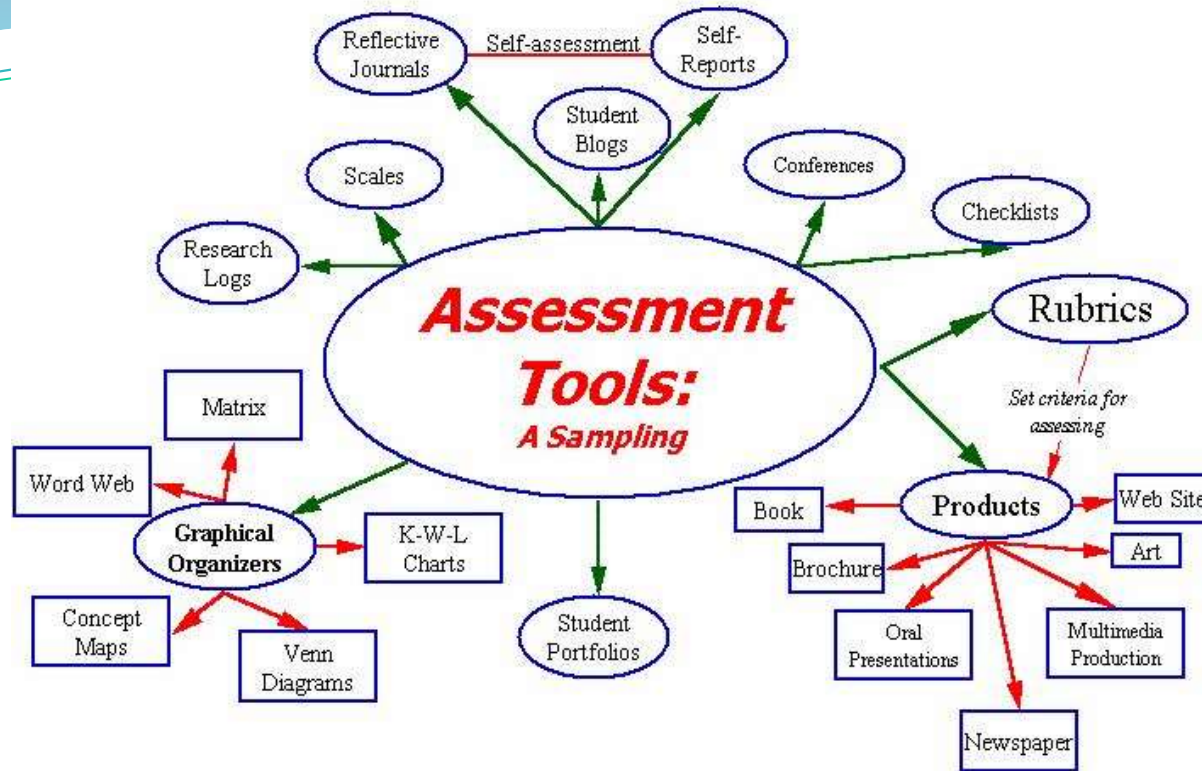 Reflective
Journals
Self-assessment
Self-
Reports
Student
Blogs
Scales
Conferences
Checklists
Research
Logs
Assessment
Tools:
A Sampling
Rubrics
Set criteria for
assessing
Matrix
Word Web
Graphical
Organizers
K-W-L
Charts
Concept
Maps
Venn
Diagrams
Student
Portfolios
Products
Book
Web Site
Brochure
Art
Oral
Presentations
Multimedia
Production
Newspaper